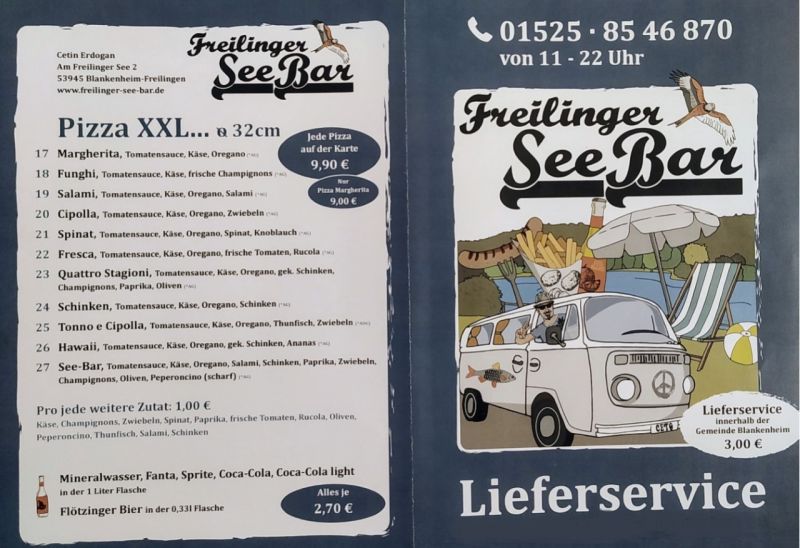 Cetin Erdogan
Am Freilinger See 2
53945 Blankenheim-Freilingen
www.freilinger-see-bar.de
Freilinger
See Bar
Pizza XXL... ø 32cm
Jede Pizza
auf der Karte
9,90 €
Nur
Pizza Margherita
9,00 €
17 Margherita, Tomatensauce, Käse, Oregano
18 Funghi, Tomatensauce, Käse, frische Champignons
19 Salami, Tomatensauce, Käse, Oregano, Salami
20 Cipolla, Tomatensauce, Käse, Oregano, Zwiebeln
21 Spinat, Tomatensauce, Käse, Oregano, Spinat, Knoblauch
22 Fresca, Tomatensauce, Käse, Oregano, frische Tomaten, Rucola
23 Quattro Stagioni, Tomatensauce, Käse, Oregano, gek. Schinken,
Champignons, Paprika, Oliven
24 Schinken, Tomatensauce, Käse, Oregano, Schinken
25 Tonno e Cipolla, Tomatensauce, Käse, Oregano, Thunfisch, Zwiebeln
26 Hawaii, Tomatensauce, Käse, Oregano, gek. Schinken, Ananas
27 See-Bar, Tomatensauce, Käse, Oregano, Salami, Schinken, Paprika, Zwiebeln,
Champignons, Oliven, Peperoncino (scharf)
Pro jede weitere Zutat: 1,00 €
Käse, Champignons, Zwiebeln, Spinat, Paprika, frische Tomaten, Rucola, Oliven,
Peperoncino, Thunfisch, Salami, Schinken
Mineralwasser, Fanta, Sprite, Coca-Cola, Coca-Cola light
in der 1 Liter Flasche
Flötzinger Bier in der 0,33l Flasche
Alles je
2,70 €
01525 · 85 46 870
von 11 - 22 Uhr
Freilinger
See Bar
Lieferservice
innerhalb der
Gemeinde Blankenheim
3,00 €
Lieferservice